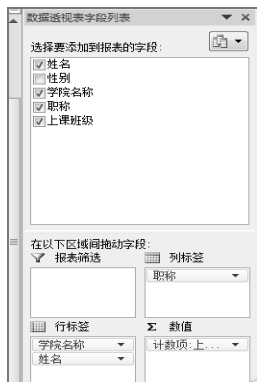 数据透视表字段列表
选择要添加到报表的字段:
姓名
性别
学院名称
职称
上课班级
在以下区域间拖动字段:
报表筛选
列标签
职称
行标签
Σ 数值
学院名称
计数项:上...
姓名